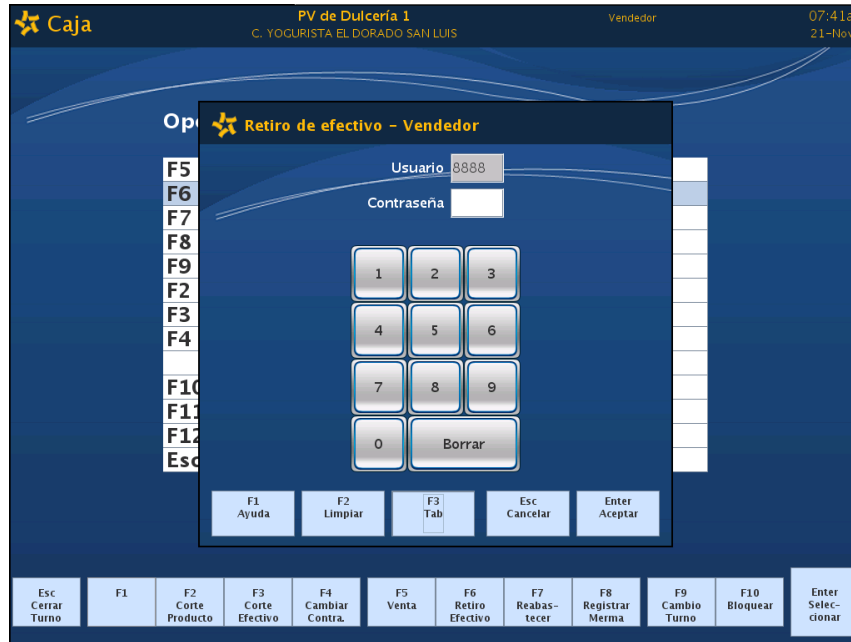 Caja
PV de Dulcería 1
C. YOGURISTA EL DORADO SAN LUIS
Vendedor
07:41a
21-Nov
Retiro de efectivo - Vendedor
Usuario 8888
Contraseña
F5
F6
F7
F8
F9
F2
F3
F4
F10
F11
F12
Esc
1 2 3
4 5 6
7 8 9
0 Borrar
F1
Ayuda
F2
Limpiar
F3
Tab
Esc
Cancelar
Enter
Aceptar
Esc
Cerrar
Turno
F1
F2
Corte
Producto
F3
Corte
Efectivo
F4
Cambiar
Contra.
F5
Venta
F6
Retiro
Efectivo
F7
Reabas-
tecer
F8
Registrar
Merma
F9
Cambio
Turno
F10
Bloquear
Enter
Selec-
cionar